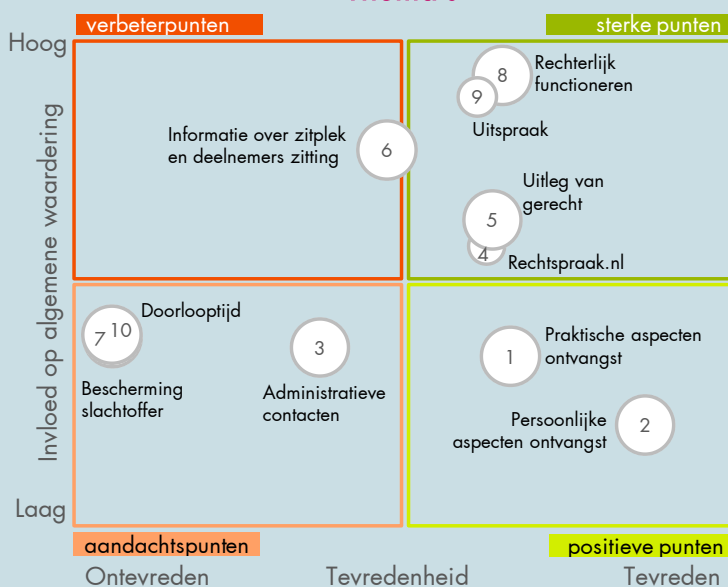 verbeterpunten
sterke punten
Hoog
Invloed op algemene waardering
Laag
8
Rechterlijk
functioneren
9
Uitspraak
Informatie over zitplek
en deelnemers zitting
6
Uitleg van
gerecht
5
4
Rechtspraak.nl
Doorlooptijd
7
10
Bescherming
slachtoffer
3
Administratieve
contacten
1
Praktische aspecten
ontvangst
Persoonlijke
aspecten ontvangst
2
aandachtspunten
positieve punten
Ontevreden
Tevredenheid
Tevreden